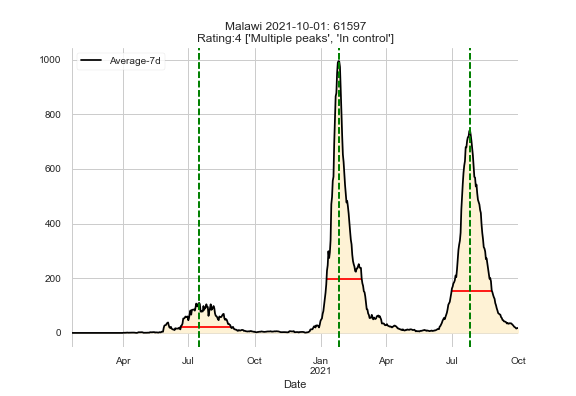 Malawi 2021-10-01: 61597
Rating:4 ['Multiple peaks', 'In control']
Average-7d
1000
800
600
400
200
0
Apr
Jul
Oct
Jan
2021
Apr
Jul
Oct
Date